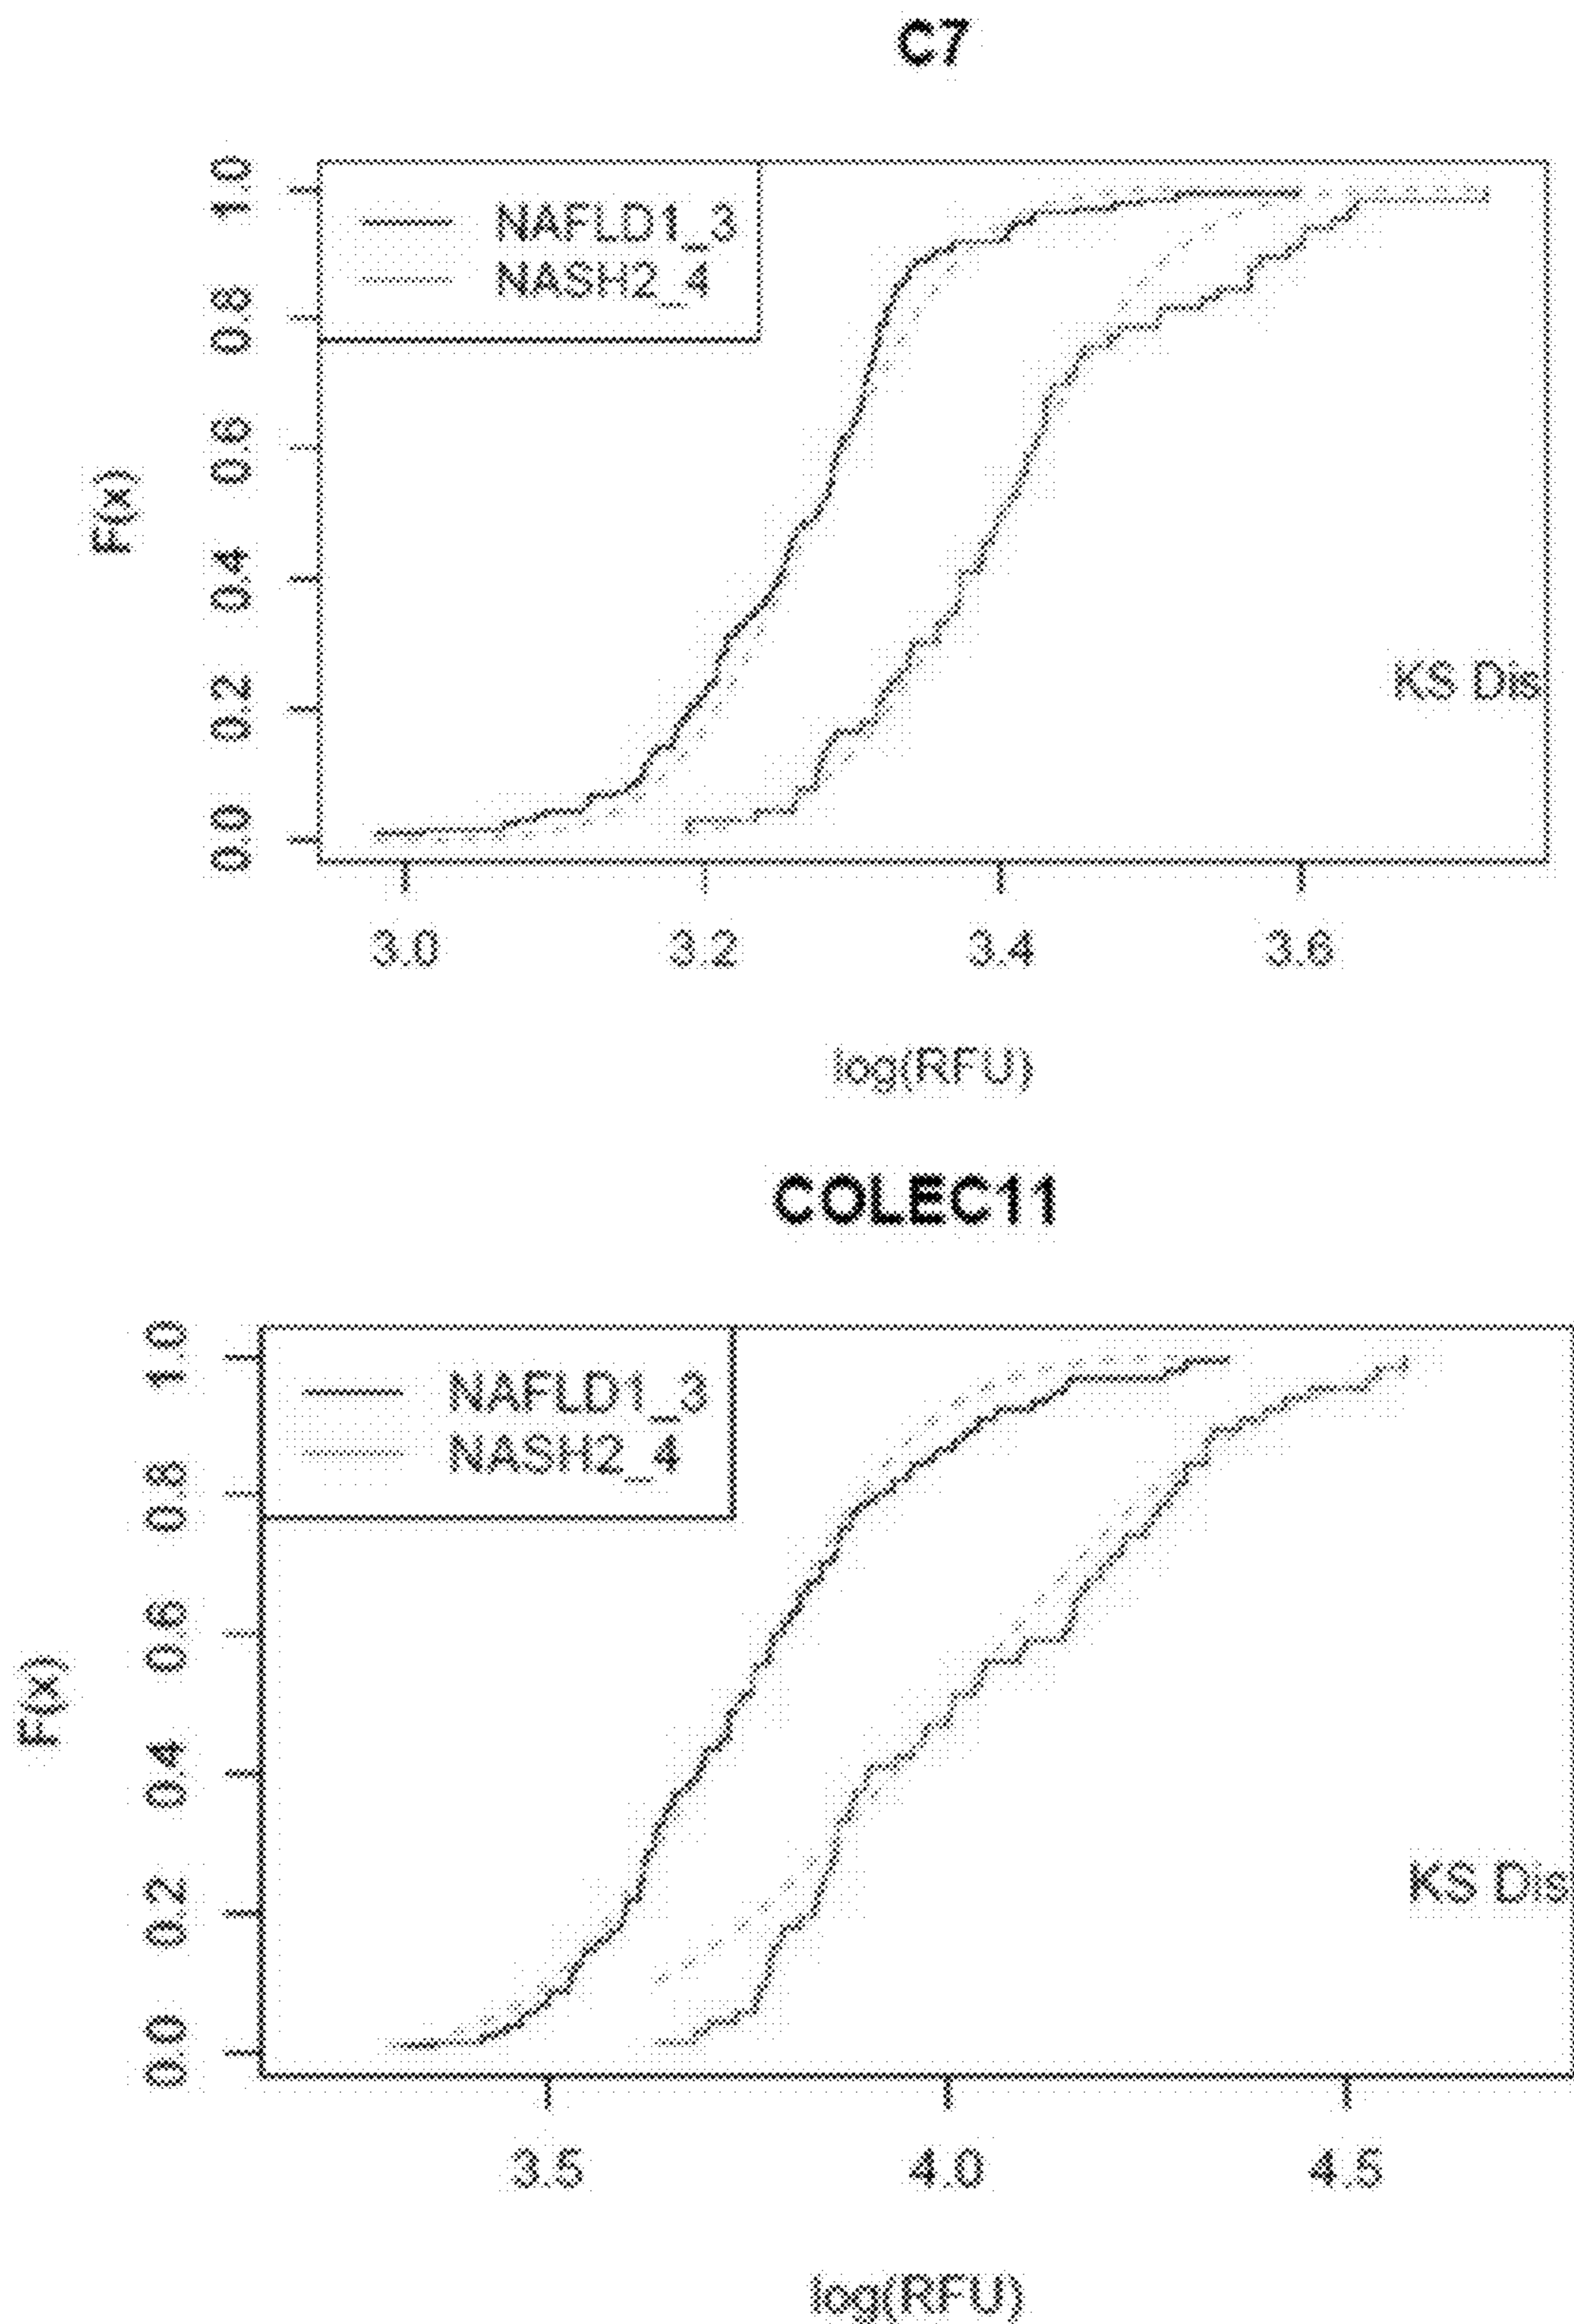 C7
1.0
0.8
0.6
0.4
0.2
0.0
F(x)
NAFLD1_3
NASH2_4
KS Dis
3.0 3.2 3.4 3.6
log(RFU)
COLEC11
1.0
0.8
0.6
0.4
0.2
0.0
F(x)
NAFLD1_3
NASH2_4
KS Dis
3.5 4.0 4.5
log(RFU)